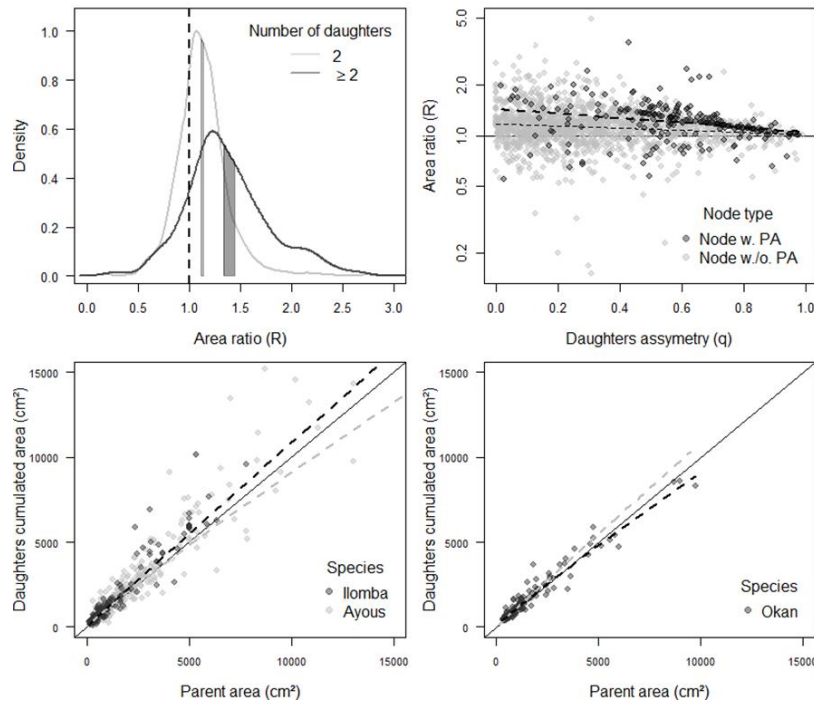 Number of daughters
2
≥ 2
Density
1.0
0.8
0.6
0.4
0.2
0.0
0.0 0.5 1.0 1.5 2.0 2.5 3.0
Area ratio (R)
Area ratio (R)
5.0
2.0
1.0
0.5
0.2
Node type
Node w. PA
Node w./o. PA
0.0 0.2 0.4 0.6 0.8 1.0
Daughters assymetry (q)
Daughters cumulated area (cm²)
15000
10000
5000
0
Species
Ilomba
Ayous
0 5000 10000 15000
Parent area (cm²)
Daughters cumulated area (cm²)
15000
10000
5000
0
Species
Okan
0 5000 10000 15000
Parent area (cm²)